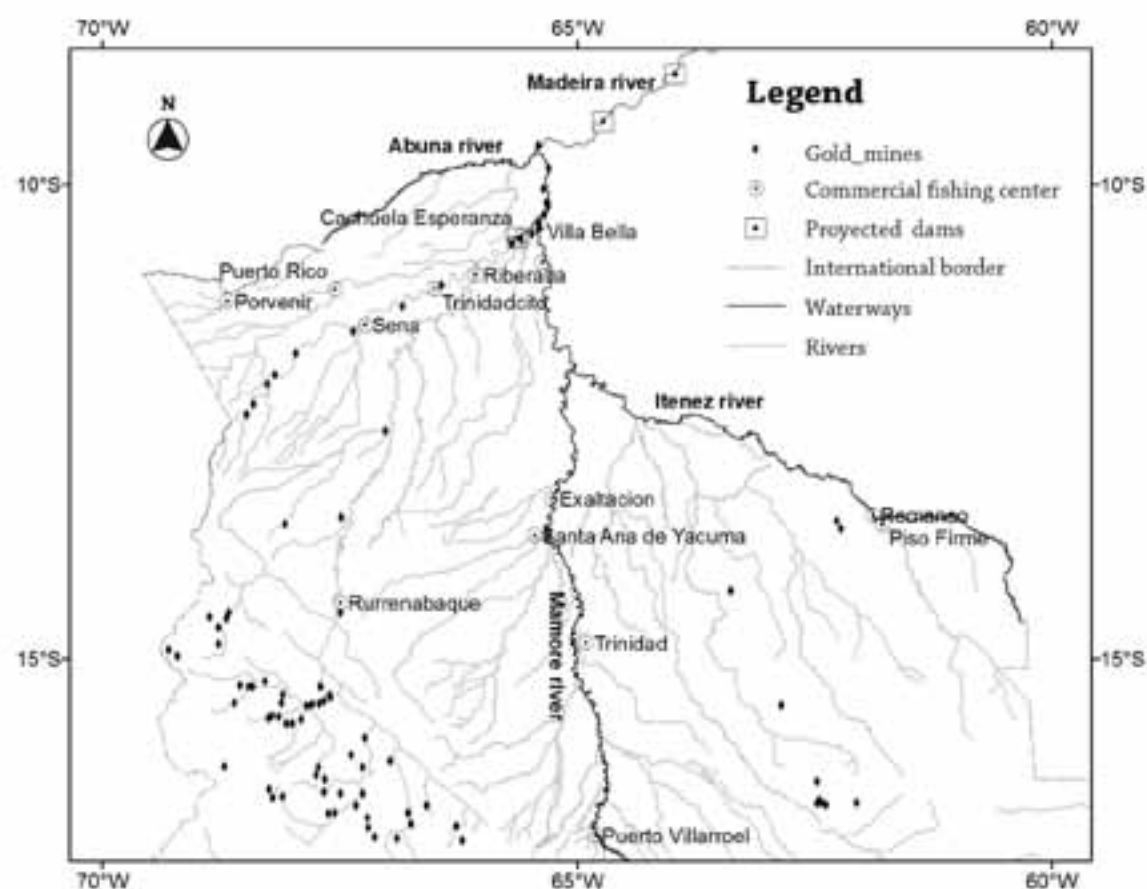 70°W 65°W 60°W
Madeira river
Legend
N
Abuna river
Gold_mines
10°S 10°S
Commercial fishing center
Cachuela Esperanza
Villa Bella
Proyected dams
Puerto Rico
Riberalta
International border
Porvenir
Trinidadcito
Waterways
Sena
Rivers
Itenez river
Exaltacion
Remanso
Santa Ana de Yacuma
Piso Firme
Rurrenabaque
Mamore river
Trinidad
15°S 15°S
Puerto Villarroel
70°W 65°W 60°W